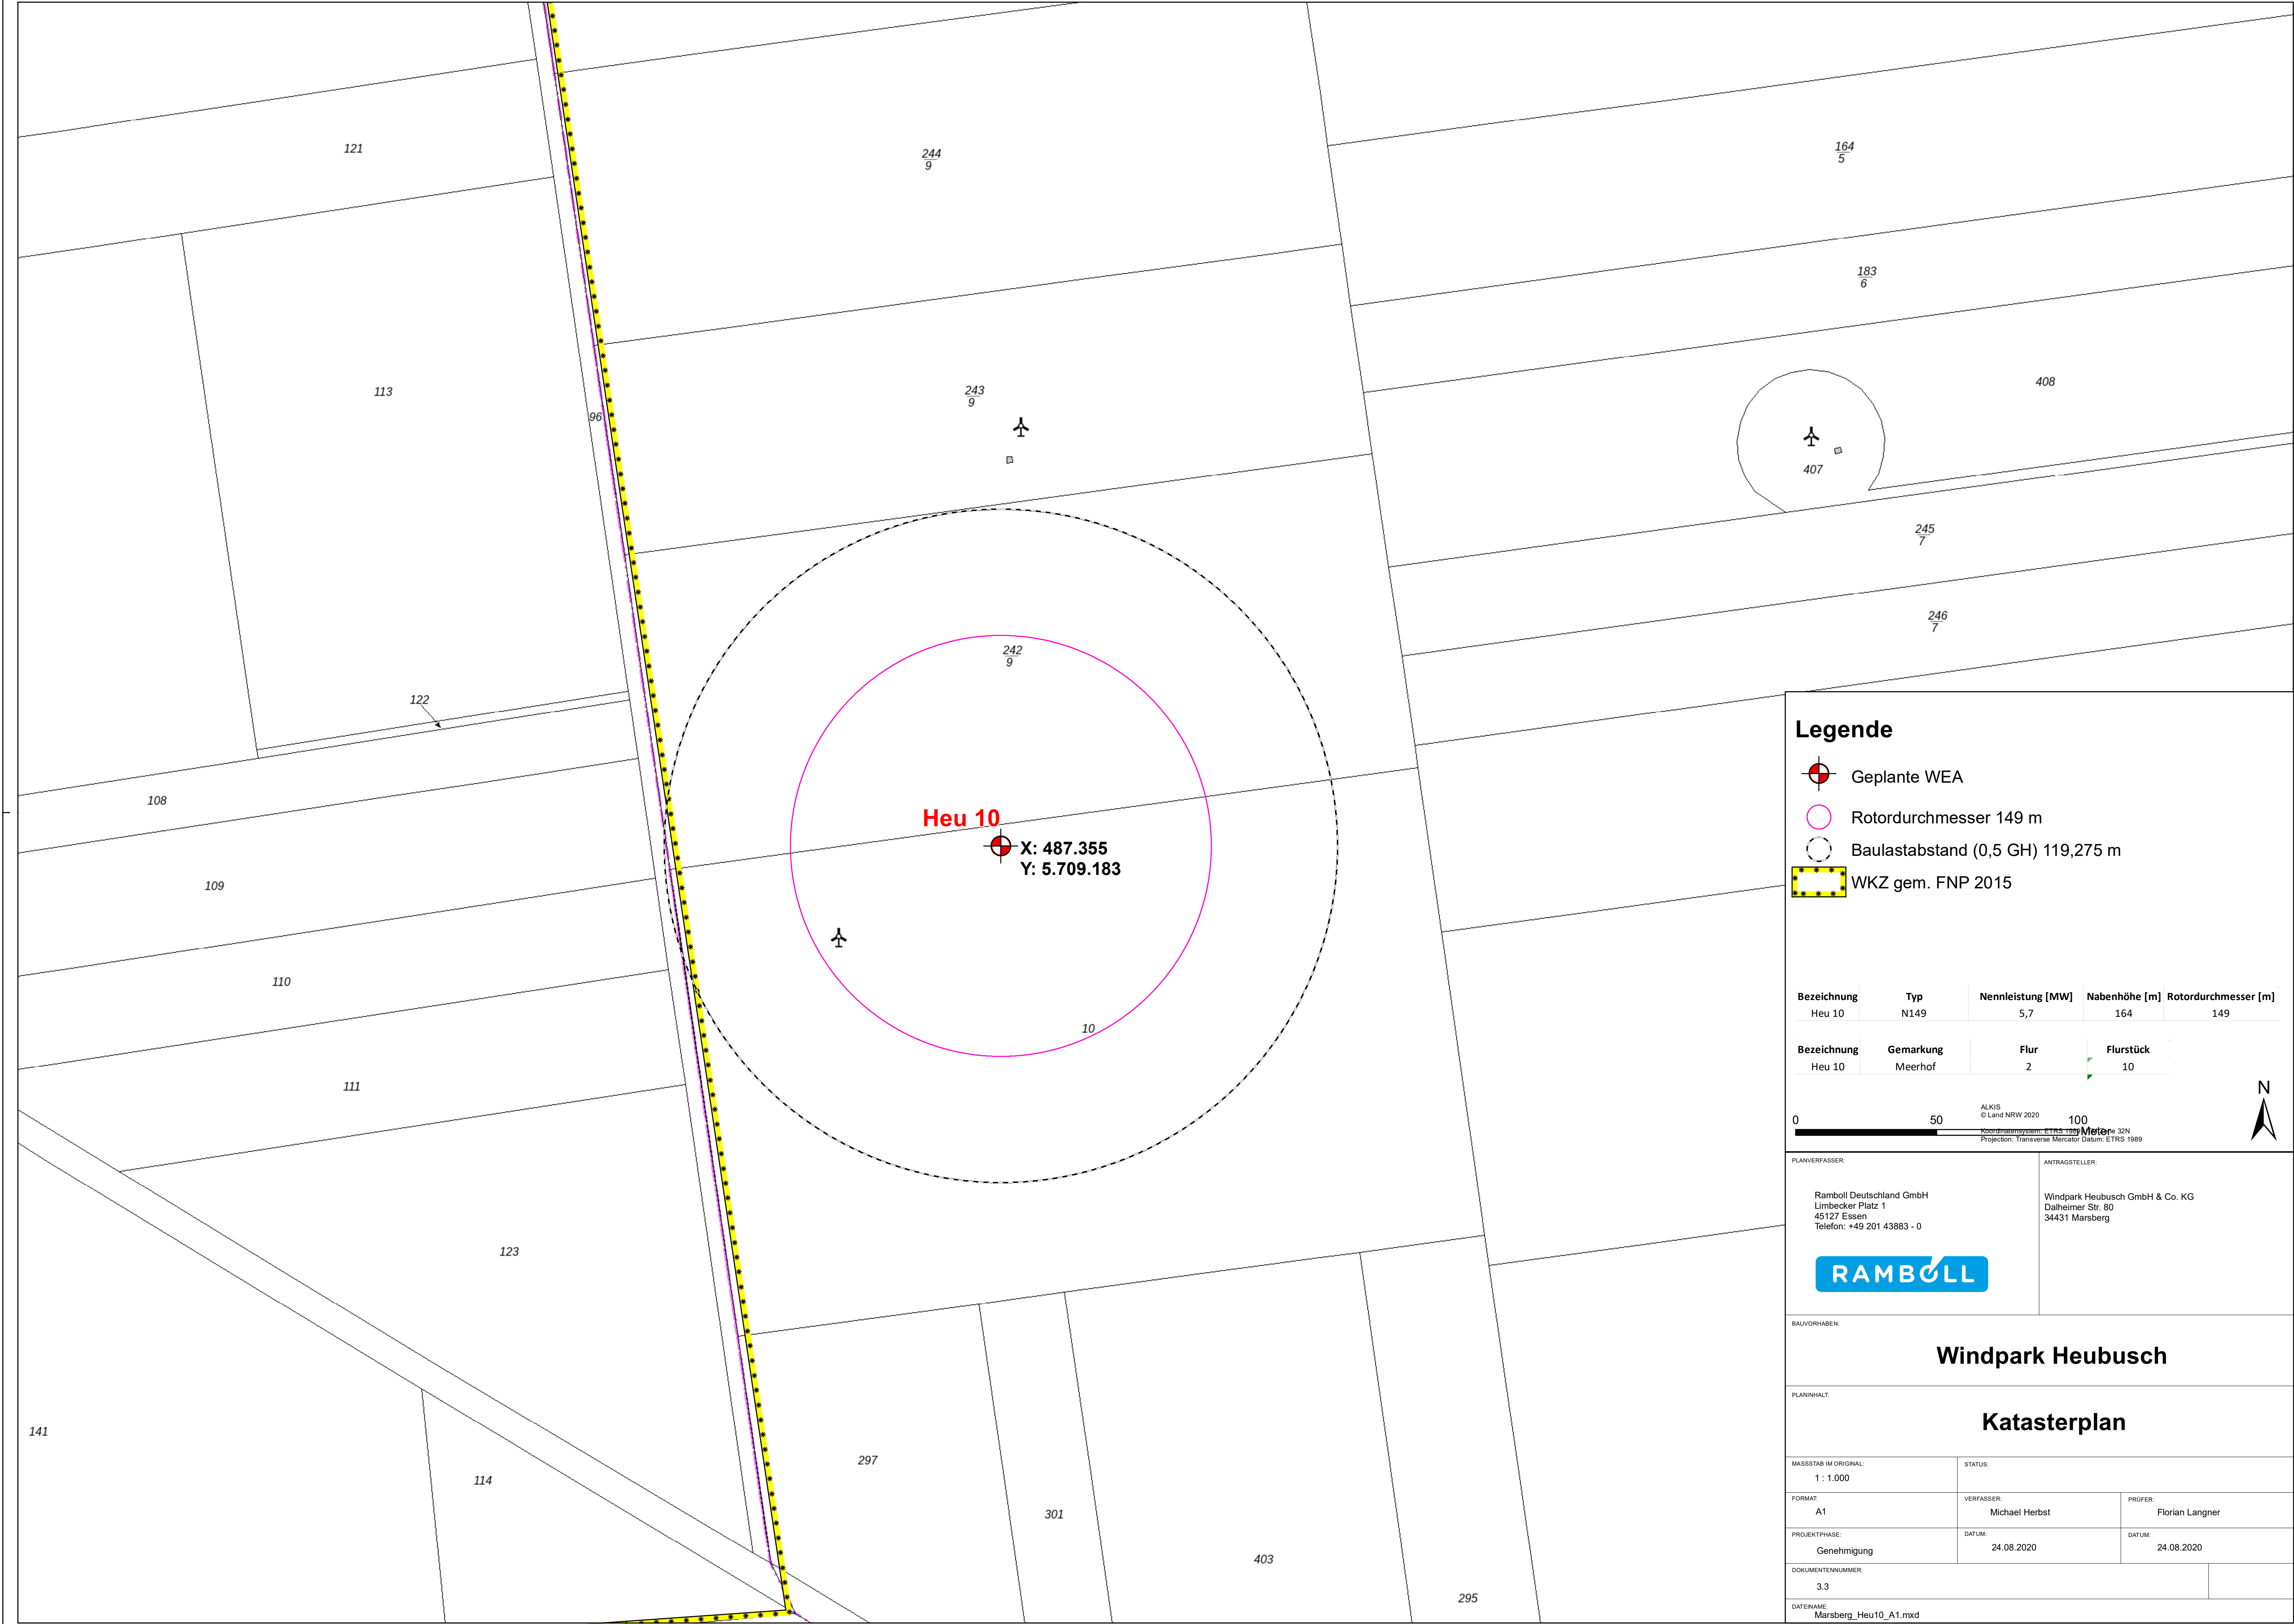 121
244
9
164
5
183
6
113
96
243
9
408
407
245
7
246
7
242
9
122
108
109
110
111
Heu 10
X: 487.355
Y: 5.709.183
10
123
141
114
297
301
403
295
Legende
Geplante WEA
Rotordurchmesser 149 m
Baulastabstand (0,5 GH) 119,275 m
WKZ gem. FNP 2015
Bezeichnung Typ Nennleistung [MW] Nabenhöhe [m] Rotordurchmesser [m]
Heu 10 N149 5,7 164 149
Bezeichnung Gemarkung Flur Flurstück
Heu 10 Meerhof 2 10
N
ALKIS
© Land NRW 2020
0 50 100
Meter
Koordinatensystem: ETRS 32N
Projection: Transverse Mercator Datum: ETRS 1989
PLANVERFASSER:
Ramboll Deutschland GmbH
Limbecker Platz 1
45127 Essen
Telefon: +49 201 43883 - 0
RAMBOLL
ANTRAGSTELLER:
Windpark Heubusch GmbH & Co. KG
Dalheimer Str. 80
34431 Marsberg
BAUVORHABEN:
Windpark Heubusch
PLANINHALT:
Katasterplan
MASSSTAB IM ORIGINAL:
1 : 1.000
STATUS:
FORMAT:
A1
VERFASSER:
Michael Herbst
PRÜFER:
Florian Langner
PROJEKTPHASE:
Genehmigung
DATUM:
24.08.2020
DATUM:
24.08.2020
DOKUMENTENNUMMER:
3.3
DATEINAME:
Marsberg_Heu10_A1.mxd